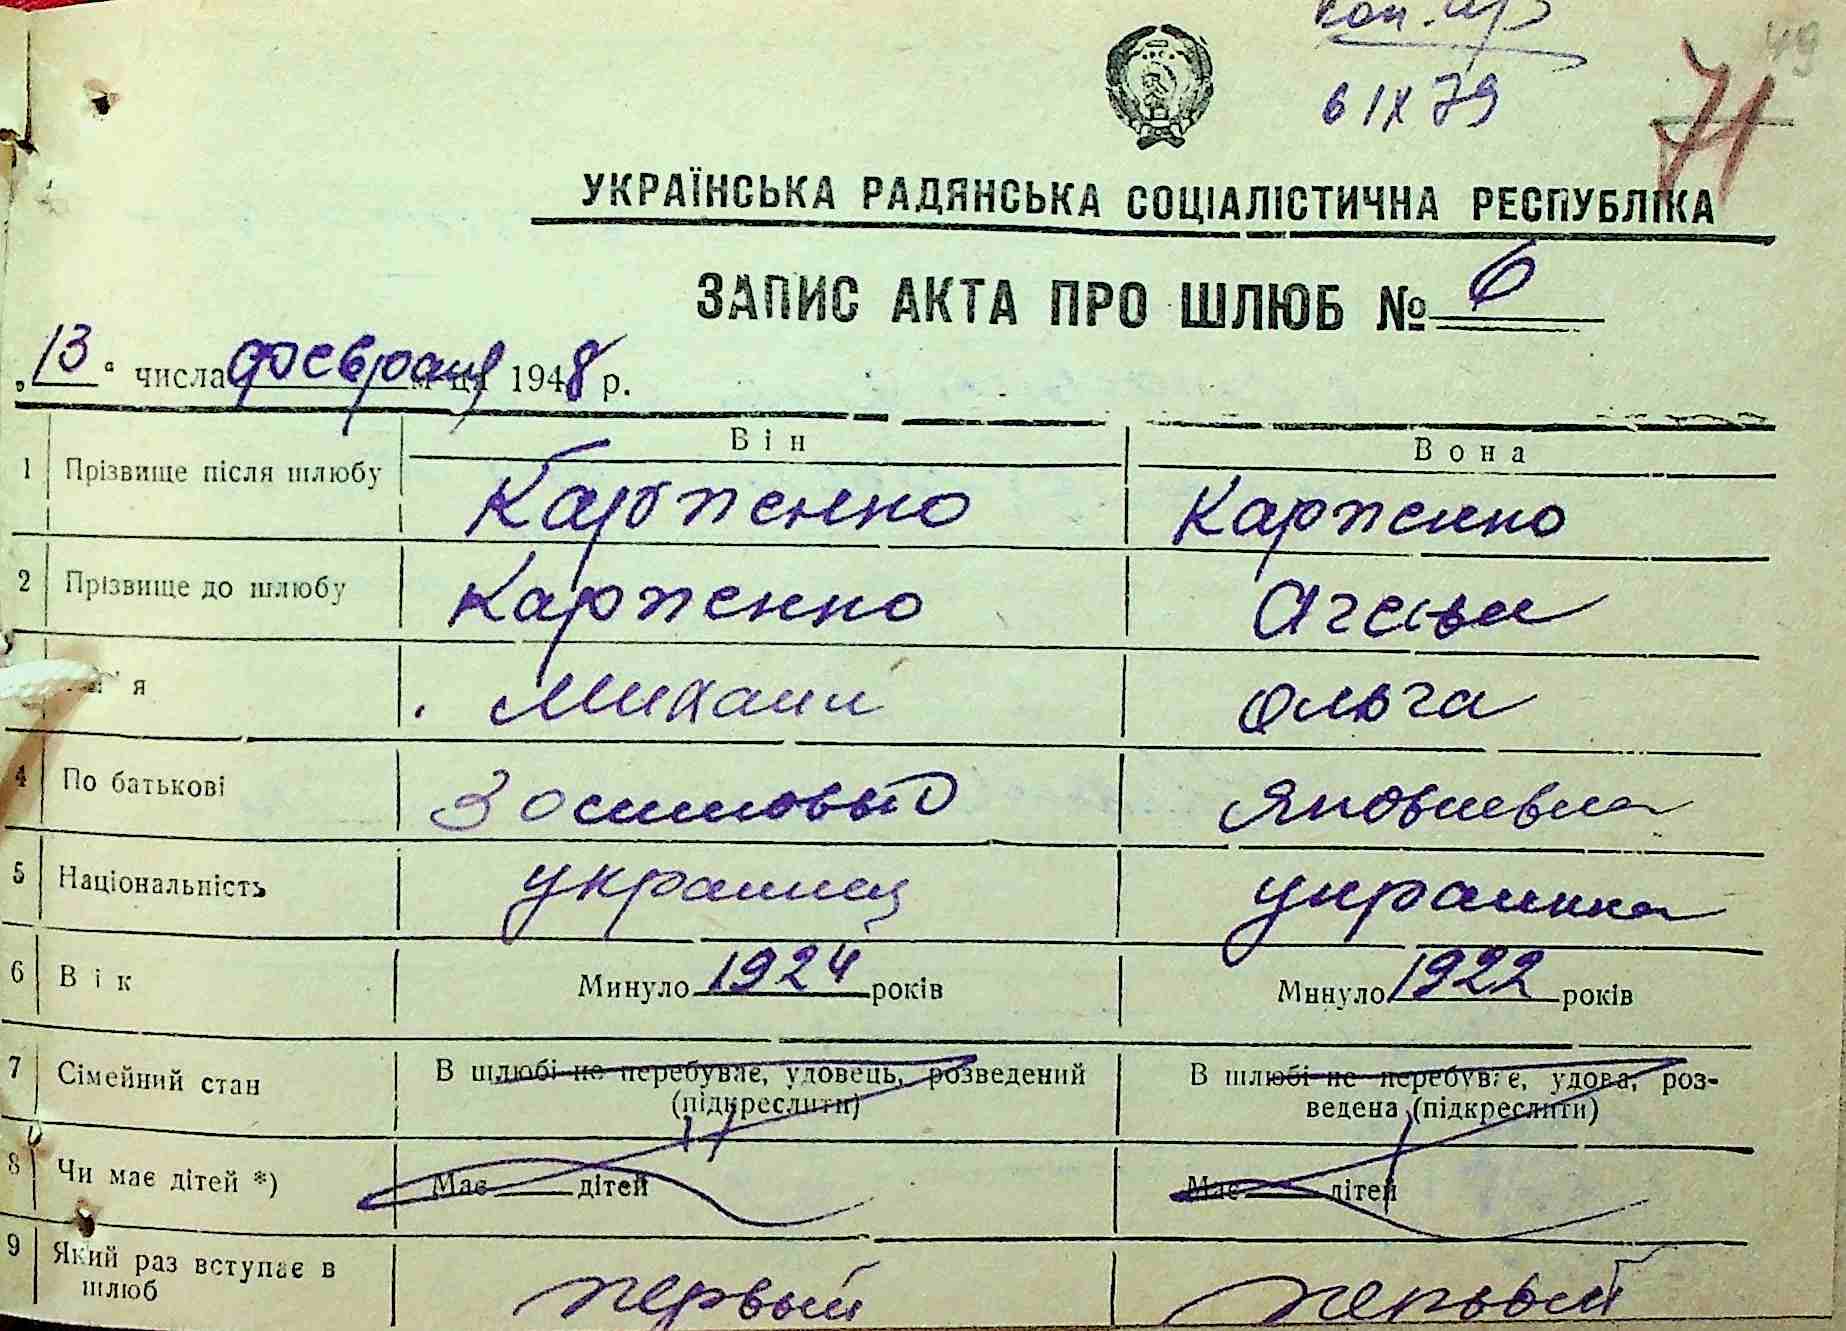 коп.
6 IX 79
49
71
УКРАЇНСЬКА РАДЯНСЬКА СОЦІАЛІСТИЧНА РЕСПУБЛІКА
ЗАПИС АКТА ПРО ШЛЮБ № 6
„13“ числа февраля м-ця 1948 р.
Він Вона
1 Прізвище після шлюбу Карпенко Карпенко
2 Прізвище до шлюбу Карпенко Агеева
м'я Михаил Ольга
4 По батькові Зосимович Яковлевна
5 Національність украинец украинка
6 Вік Минуло 1924 років Минуло 1922 років
7 Сімейний стан В шлюбі не перебуває, удовець, розведений В шлюбі не перебуває, удова, роз-
(підкреслити) ведена (підкреслити)
8 Чи має дітей *) Має дітей Має дітей
9 Який раз вступає в
шлюб первый первый